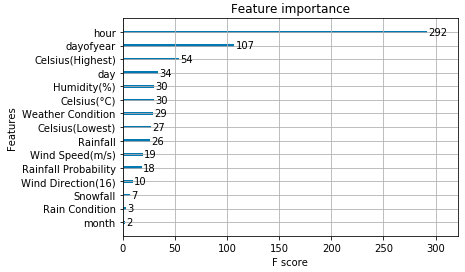 Feature importance
hour 292
dayofyear 107
Celsius(Highest) 54
day 34
Humidity(%) 30
Celsius(°C) 30
Weather Condition 29
Celsius(Lowest) 27
Rainfall 26
Wind Speed(m/s) 19
Rainfall Probability 18
Wind Direction(16) 10
Snowfall 7
Rain Condition 3
month 2
Features
0 50 100 150 200 250 300
F score